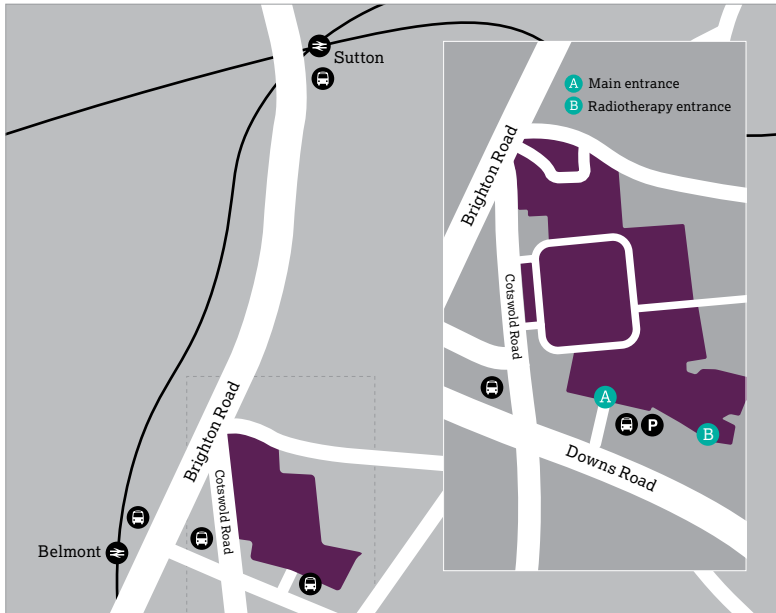 Sutton
A Main entrance
B Radiotherapy entrance
Brighton Road
Cotswold Road
A
P
B
Downs Road
Brighton Road
Cotswold Road
Belmont